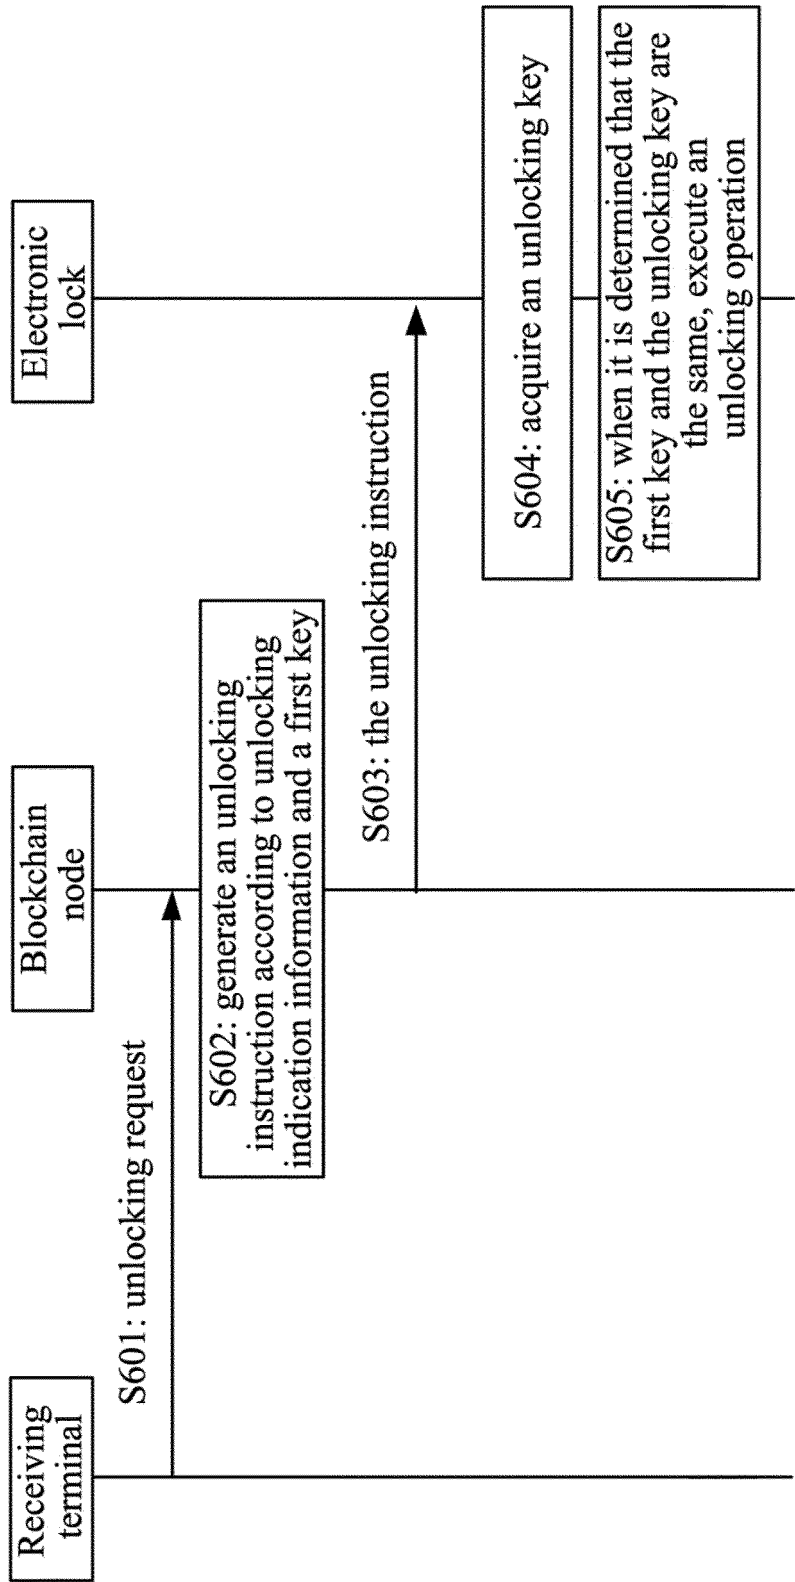 Receiving
terminal
Blockchain
node
Electronic
lock
S601: unlocking request
S602: generate an unlocking
instruction according to unlocking
indication information and a first key
S603: the unlocking instruction
S604: acquire an unlocking key
S605: when it is determined that the
first key and the unlocking key are
the same, execute an
unlocking operation